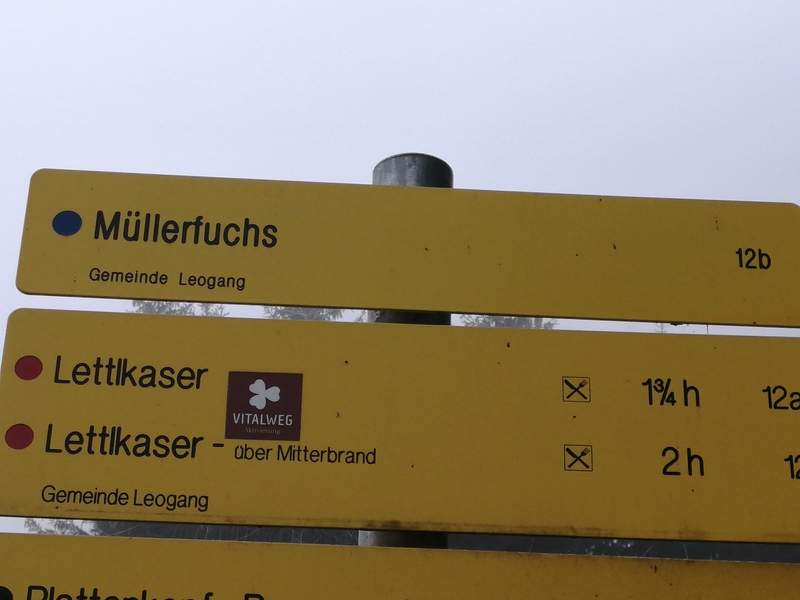 Müllerfuchs
12b
Gemeinde Leogang
Lettlkaser
1¾ h
12a
VITALWEG
Lettlkaser - über Mitterbrand
2 h
Gemeinde Leogang